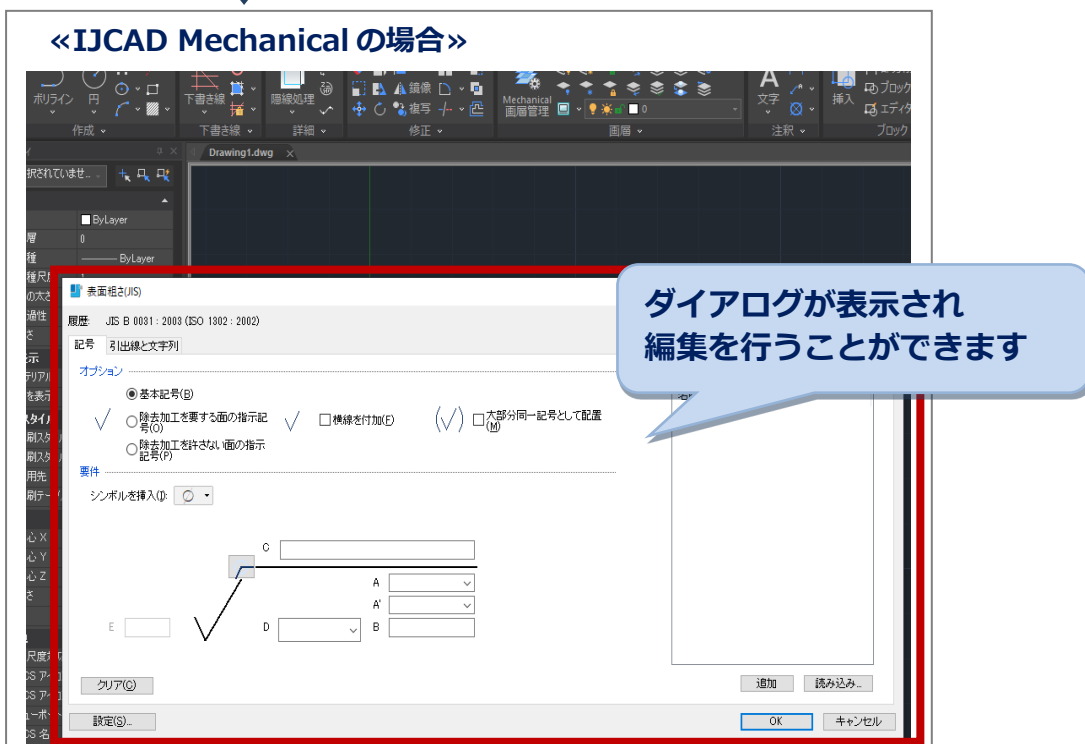 «IJCAD Mechanical の場合»
ポリライン 円
下書き線
隠線処理
鏡像
複写
Mechanical
画層管理
0
文字
挿入
ブロック
エディタ
作成
下書き線
詳細
修正
画層
注釈
ブロック
Drawing1.dwg
択されていませ..
ByLayer
層 0
種 ByLayer
ダイアログが表示され
編集を行うことができます
表面粗さ(JIS)
履歴: JIS B 0031 : 2003 (ISO 1302 : 2002)
記号 引出線と文字列
オプション
基本記号(B)
除去加工を要する面の指示記
号(O)
横線を付加(F)
大部分同一記号として配置
(M)
除去加工を許さない面の指示
記号(P)
要件
シンボルを挿入(I):
C
A
A'
E
D
B
クリア(C)
追加
読み込み...
設定(S)...
OK
キャンセル